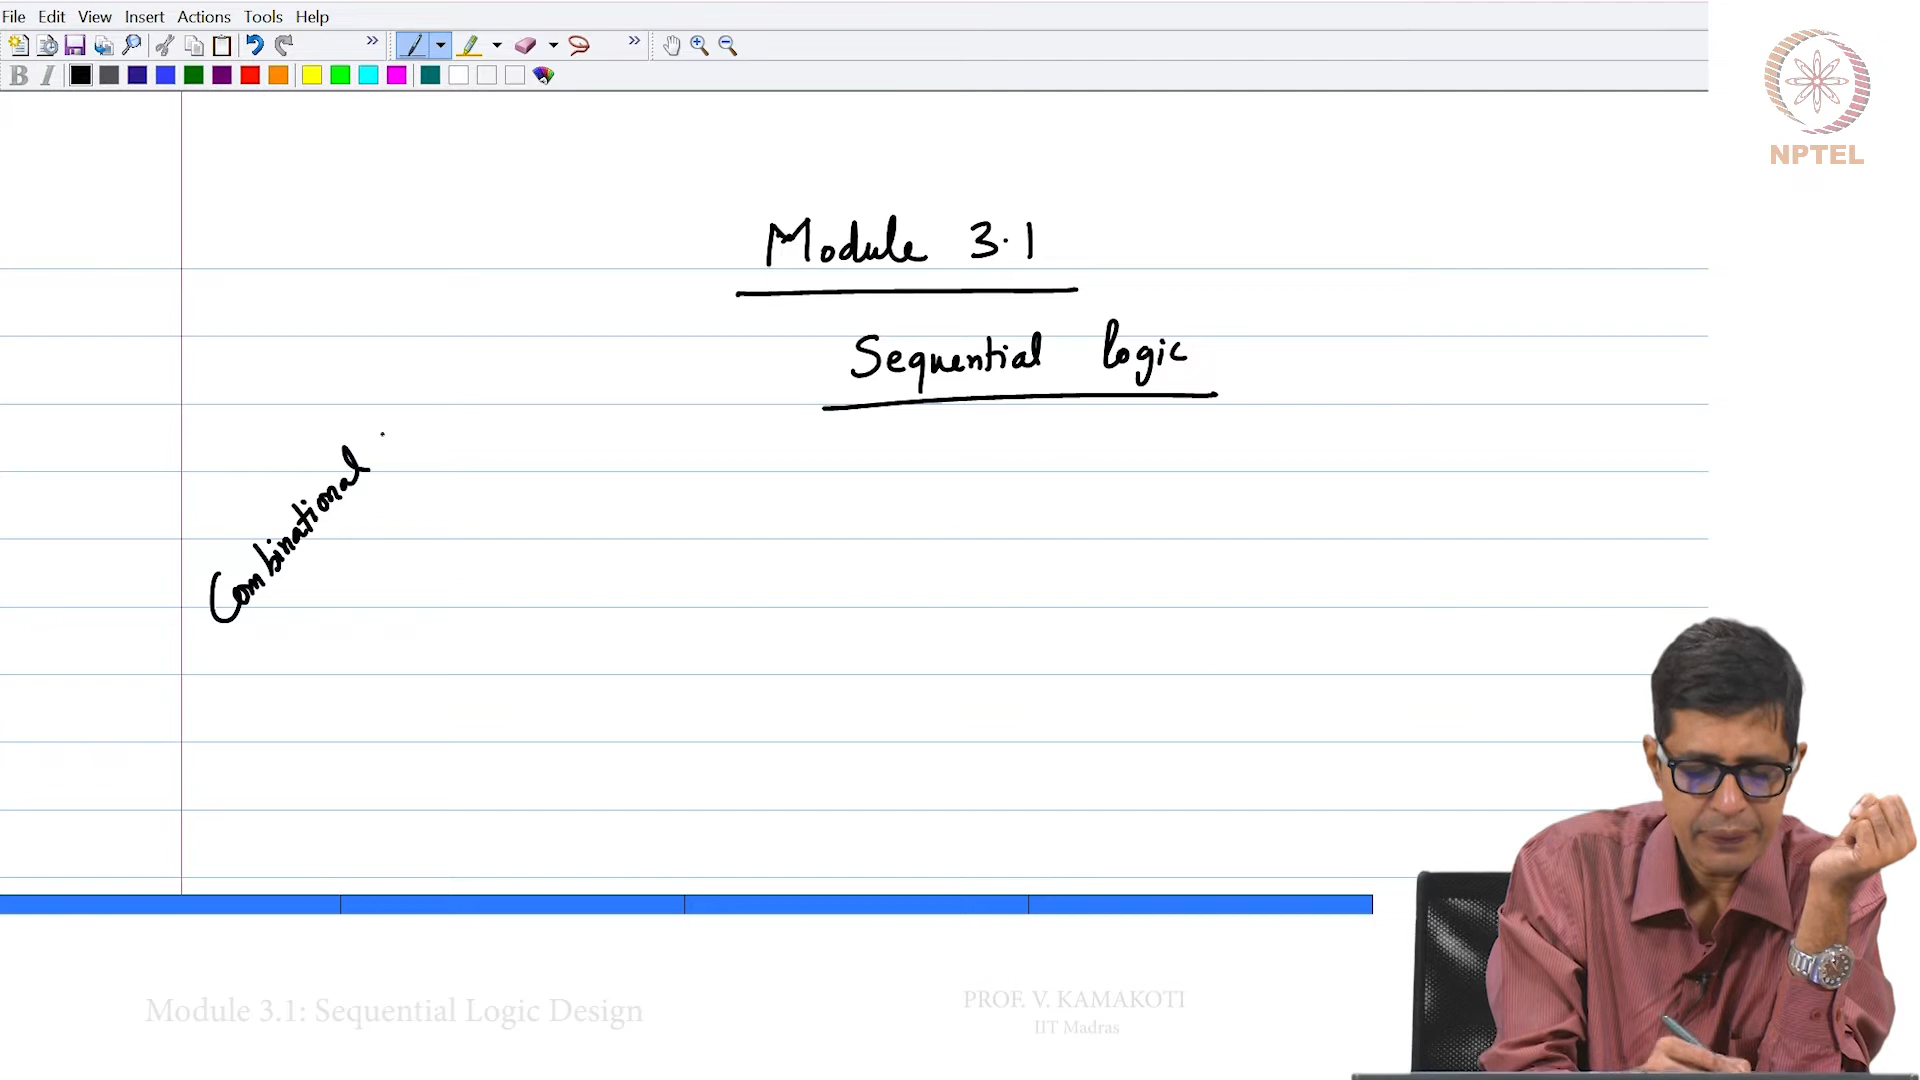 File Edit View Insert Actions Tools Help
B I
NPTEL
Module 3.1
Sequential logic
Combinational
Module 3.1: Sequential Logic Design
PROF. V. KAMAKOTI
IIT Madras